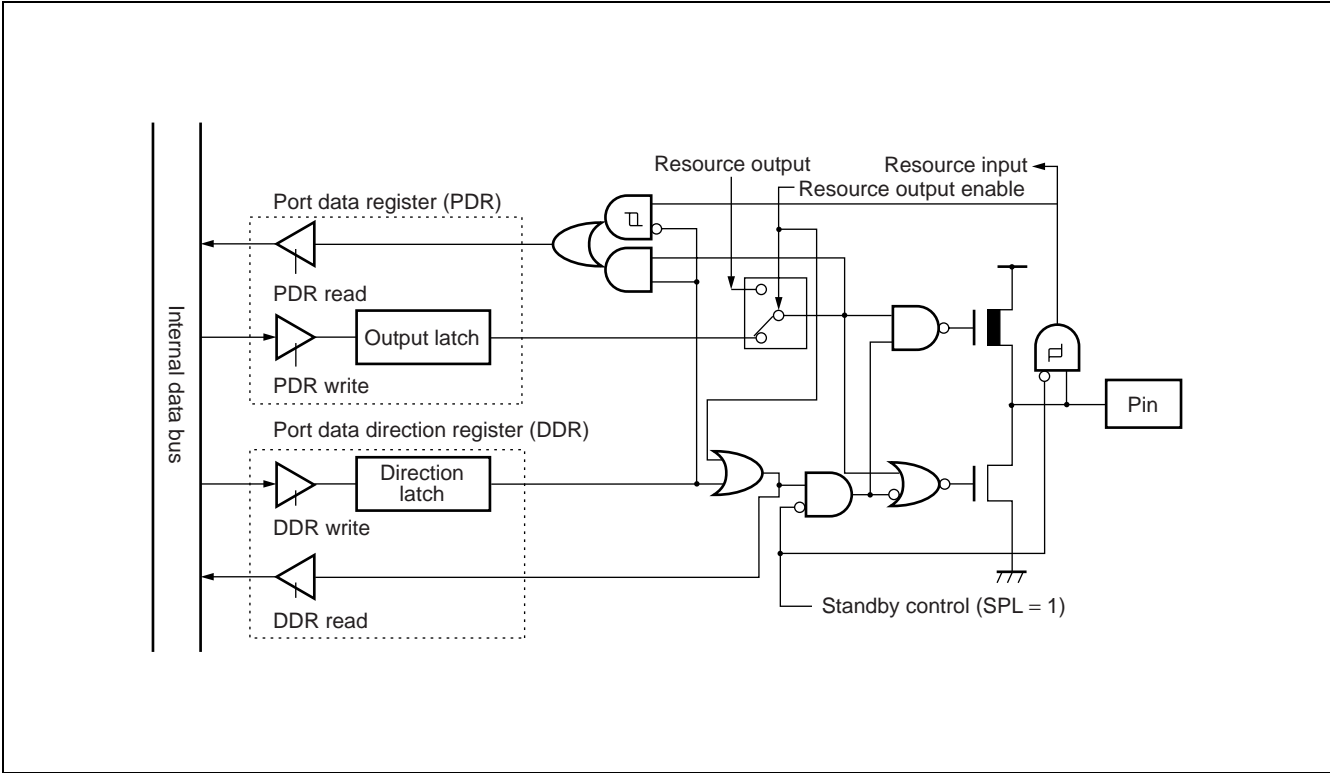 Resource output
Resource input
Resource output enable
Port data register (PDR)
PDR read
Output latch
PDR write
Internal data bus
Pin
Port data direction register (DDR)
Direction
latch
DDR write
DDR read
Standby control (SPL = 1)